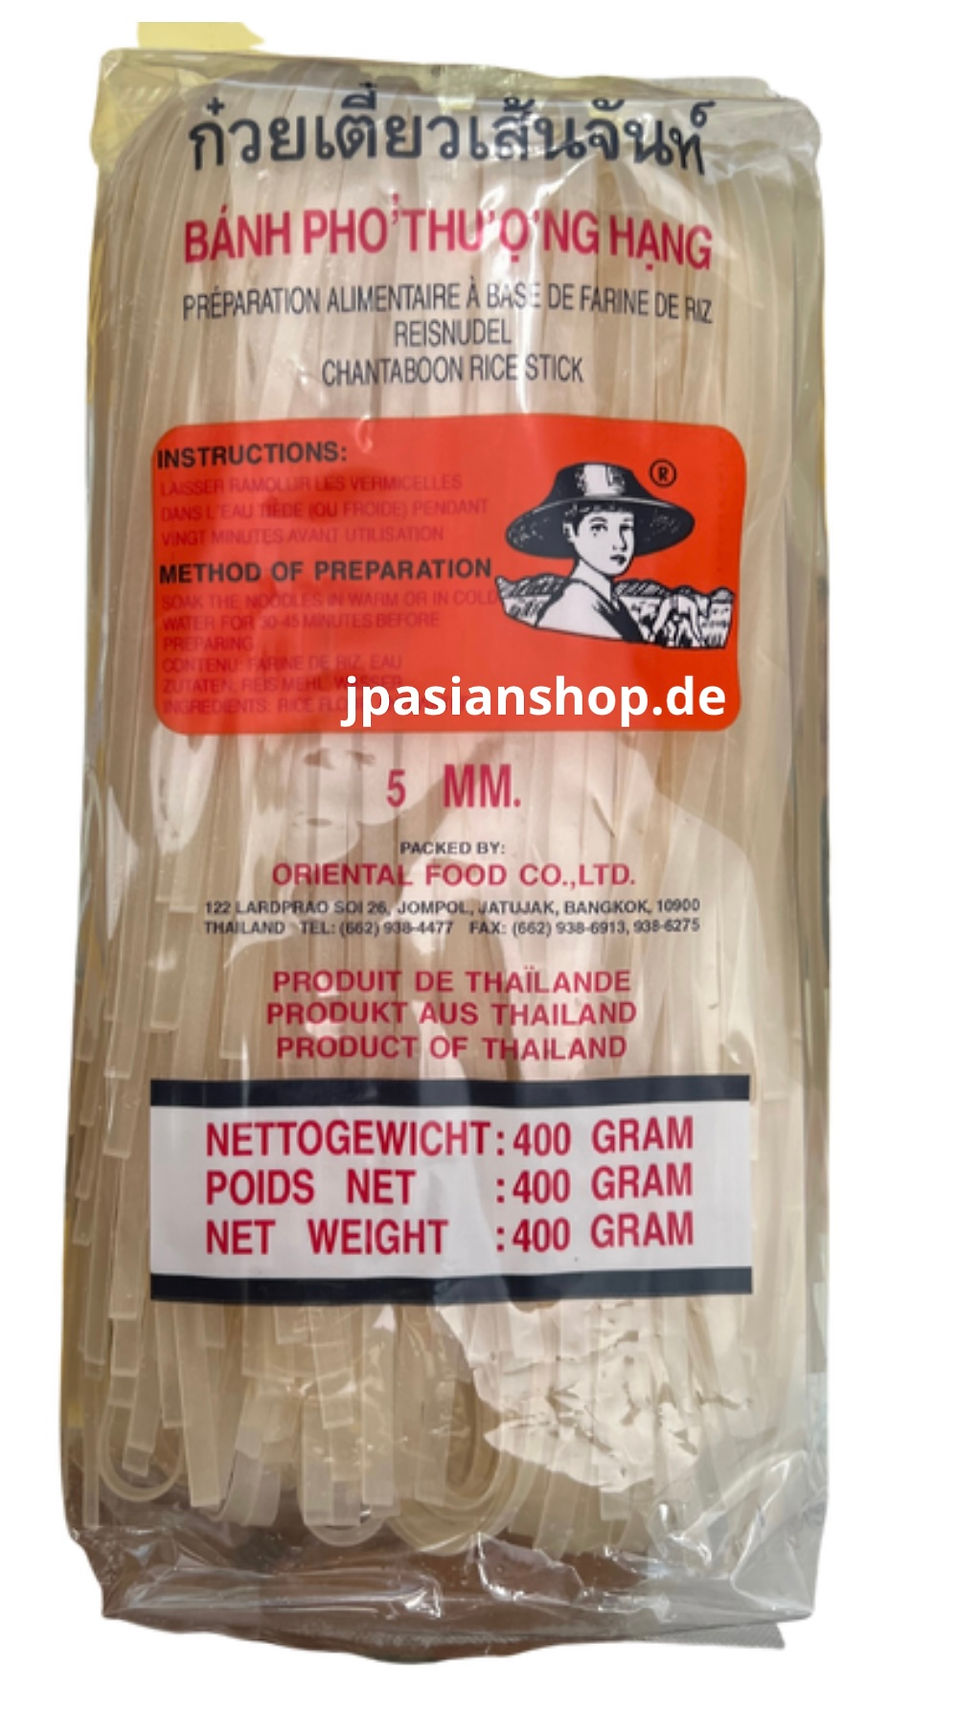 ก๋วยเตี๋ยวเส้นจันท์
BÁNH PHO'̉ THU'Ọ'NG HẠNG
PRÉPARATION ALIMENTAIRE À BASE DE FARINE DE RIZ
REISNUDEL
CHANTABOON RICE STICK
INSTRUCTIONS:
LAISSER RAMOLLIR LES VERMICELLES
DANS L'EAU TIÈDE (OU FROIDE) PENDANT
VINGT MINUTES AVANT UTILISATION
METHOD OF PREPARATION
SOAK THE NOODLES IN WARM OR IN COLD
WATER FOR 30-45 MINUTES BEFORE
PREPARING
CONTENU: FARINE DE RIZ, EAU
ZUTATEN: REIS MEHL, WASSER
INGREDIENTS: RICE
®
jpasianshop.de
5 MM.
PACKED BY:
ORIENTAL FOOD CO.,LTD.
122 LARDPRAO SOI 26, JOMPOL, JATUJAK, BANGKOK, 10900
THAILAND TEL: (662) 938-4477 FAX: (662) 938-6913, 938-6275
PRODUIT DE THAÏLANDE
PRODUKT AUS THAILAND
PRODUCT OF THAILAND
NETTOGEWICHT: 400 GRAM
POIDS NET : 400 GRAM
NET WEIGHT : 400 GRAM